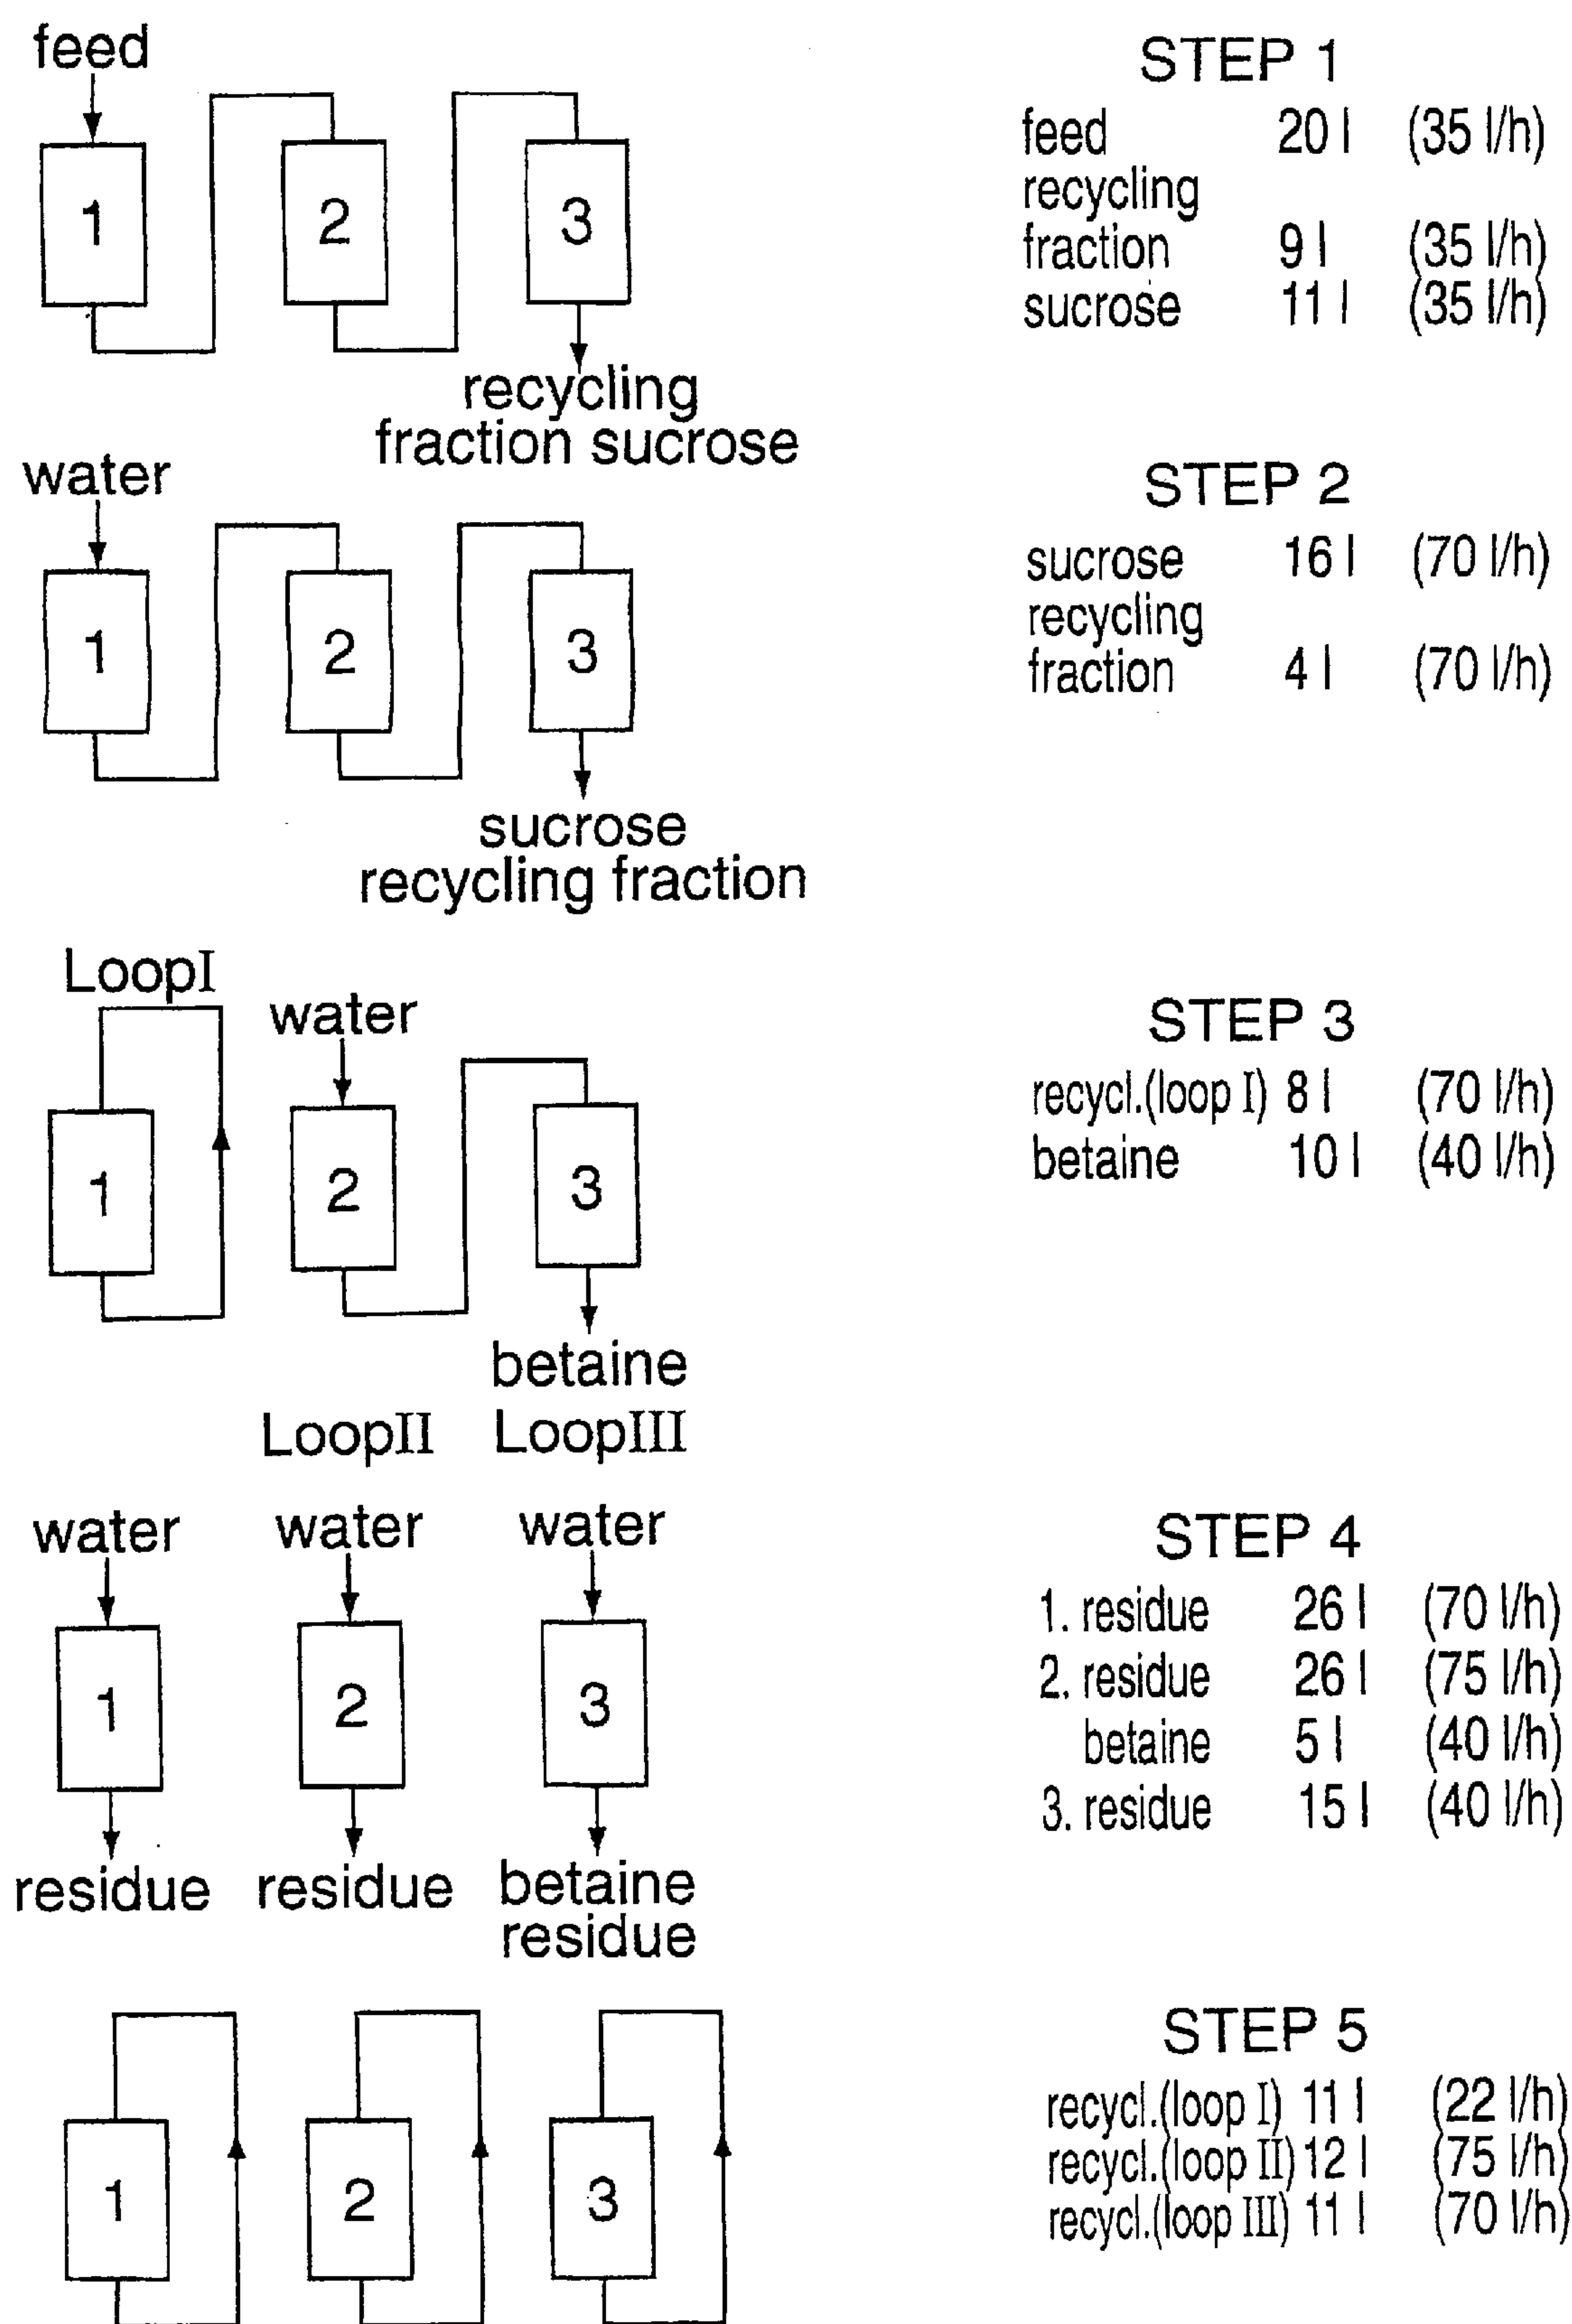 feed
1
2
3
recycling
fraction sucrose
STEP 1
feed 20 l (35 l/h)
recycling
fraction 9 l (35 l/h)
sucrose 11 l (35 l/h)
water
1
2
3
sucrose
recycling fraction
STEP 2
sucrose 16 l (70 l/h)
recycling
fraction 4 l (70 l/h)
LoopI
water
1
2
3
betaine
STEP 3
recycl.(loop I) 8 l (70 l/h)
betaine 10 l (40 l/h)
LoopII LoopIII
water water water
1
2
3
residue residue betaine
residue
STEP 4
1. residue 26 l (70 l/h)
2. residue 26 l (75 l/h)
betaine 5 l (40 l/h)
3. residue 15 l (40 l/h)
1
2
3
STEP 5
recycl.(loop I) 11 l (22 l/h)
recycl.(loop II) 12 l (75 l/h)
recycl.(loop III) 11 l (70 l/h)